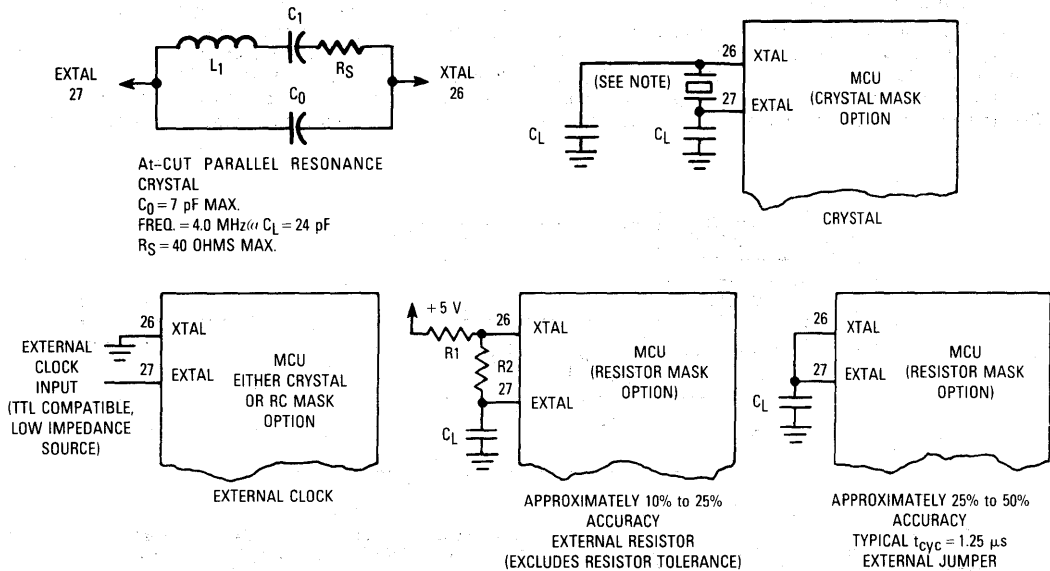 C1
L1
RS
EXTAL
27
XTAL
26
C0
At-CUT PARALLEL RESONANCE
CRYSTAL
C0 = 7 pF MAX.
FREQ. = 4.0 MHz @ CL = 24 pF
RS = 40 OHMS MAX.
26
XTAL
(SEE NOTE)
MCU
(CRYSTAL MASK
OPTION
27
EXTAL
CL
CL
CRYSTAL
26
XTAL
EXTERNAL
CLOCK
INPUT
(TTL COMPATIBLE,
LOW IMPEDANCE
SOURCE)
27
EXTAL
MCU
EITHER CRYSTAL
OR RC MASK
OPTION
EXTERNAL CLOCK
+5 V
R1
26
XTAL
R2
MCU
(RESISTOR MASK
OPTION)
27
EXTAL
CL
APPROXIMATELY 10% to 25%
ACCURACY
EXTERNAL RESISTOR
(EXCLUDES RESISTOR TOLERANCE)
26
XTAL
MCU
(RESISTOR MASK
OPTION)
27
EXTAL
CL
APPROXIMATELY 25% to 50%
ACCURACY
TYPICAL tcyc = 1.25 μs
EXTERNAL JUMPER